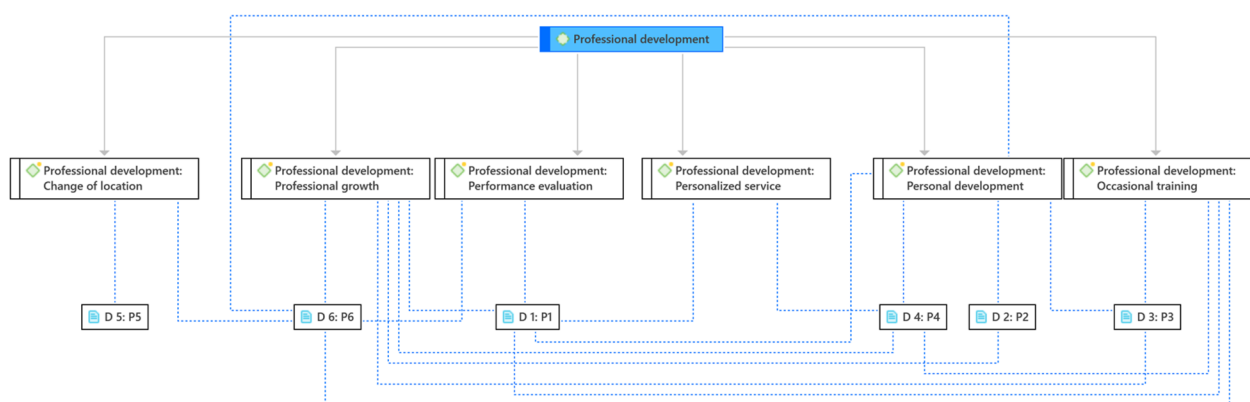 Professional development
Professional development:
Change of location
Professional development:
Professional growth
Professional development:
Performance evaluation
Professional development:
Personalized service
Professional development:
Personal development
Professional development:
Occasional training
D 5: P5
D 6: P6
D 1: P1
D 4: P4
D 2: P2
D 3: P3